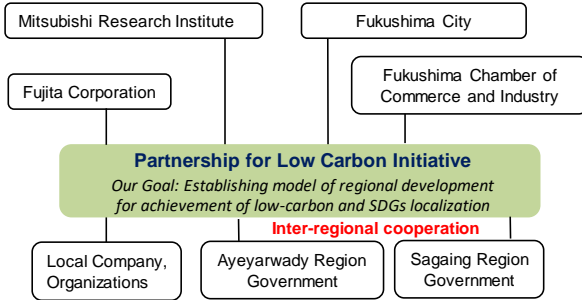 Mitsubishi Research Institute
Fukushima City
Fujita Corporation
Fukushima Chamber of
Commerce and Industry
Partnership for Low Carbon Initiative
Our Goal: Establishing model of regional development
for achievement of low-carbon and SDGs localization
Inter-regional cooperation
Local Company,
Organizations
Ayeyarwady Region
Government
Sagaing Region
Government